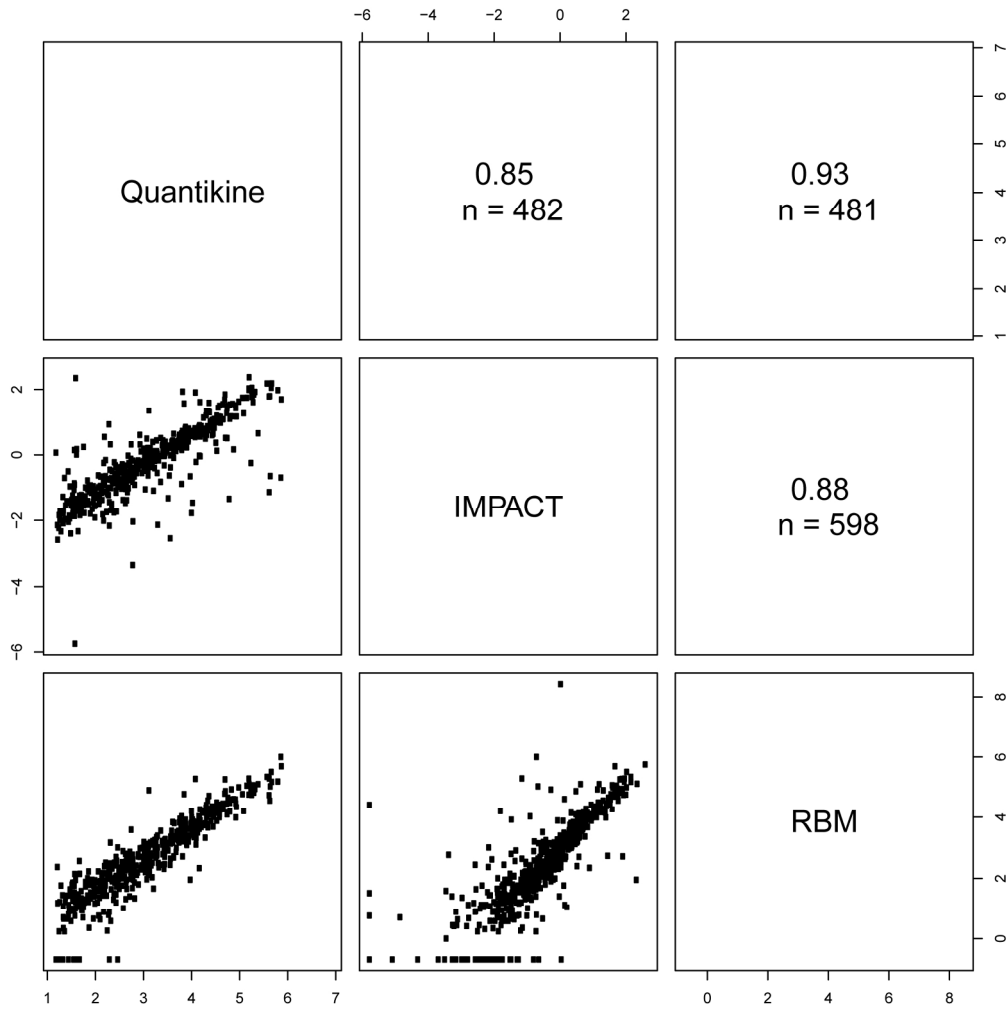 −6 −4 −2 0 2
Quantikine
0.85
n = 482
0.93
n = 481
7
6
5
4
3
2
1
2
0
−2
−4
−6
IMPACT
0.88
n = 598
RBM
8
6
4
2
0
1 2 3 4 5 6 7
0 2 4 6 8